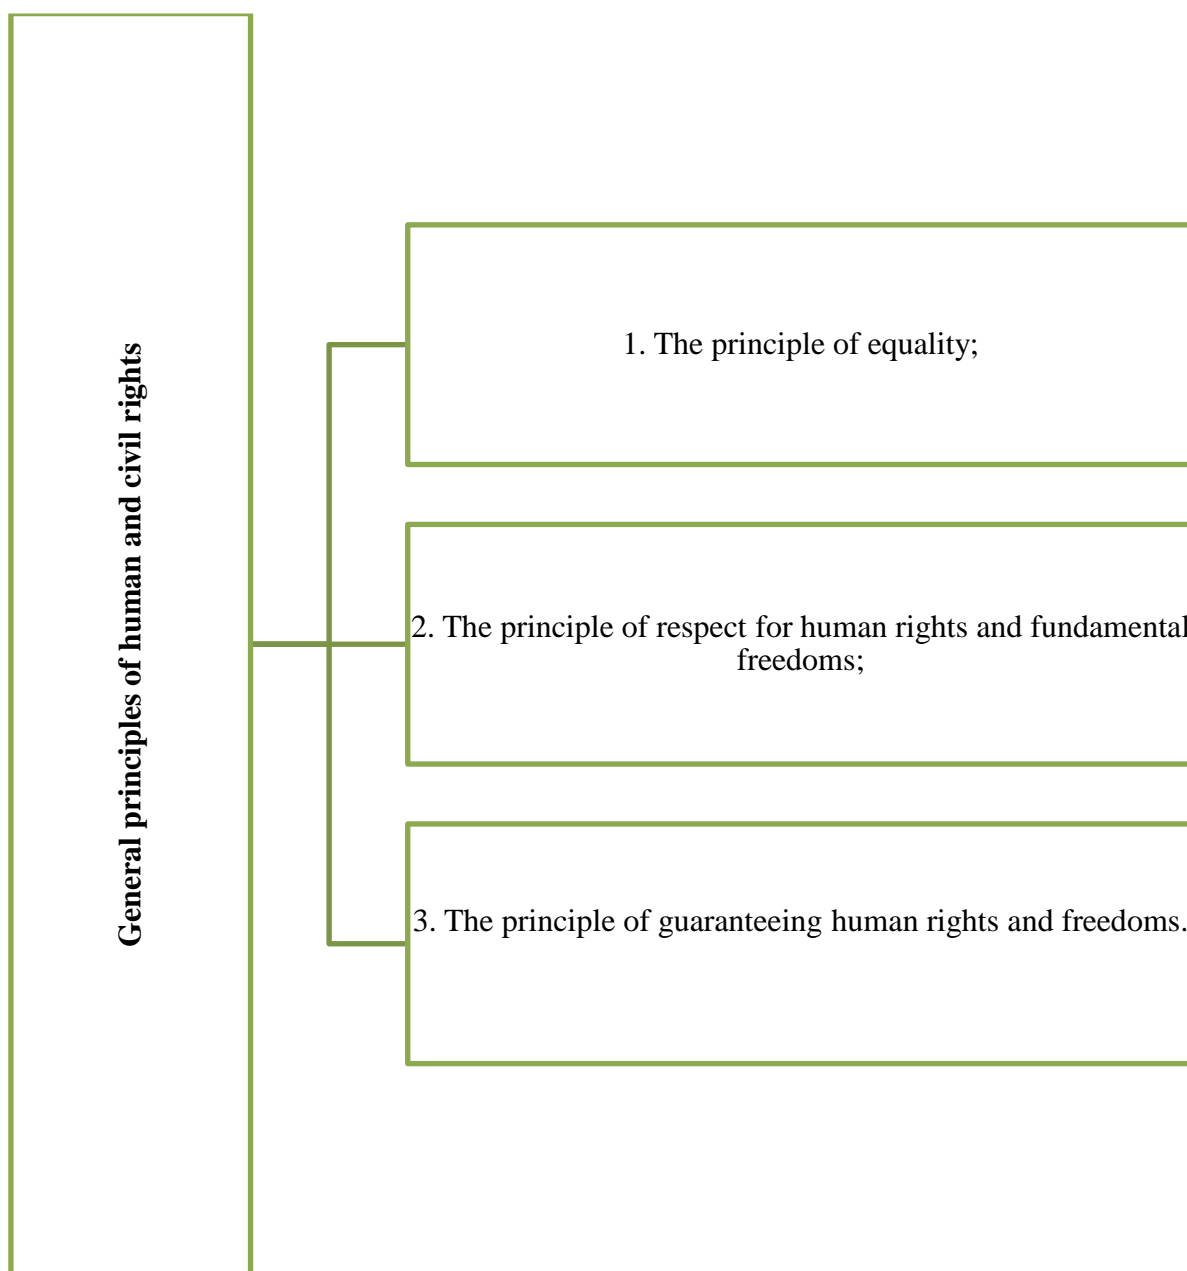 General principles of human and civil rights
1. The principle of equality;
2. The principle of respect for human rights and fundamental
freedoms;
3. The principle of guaranteeing human rights and freedoms.